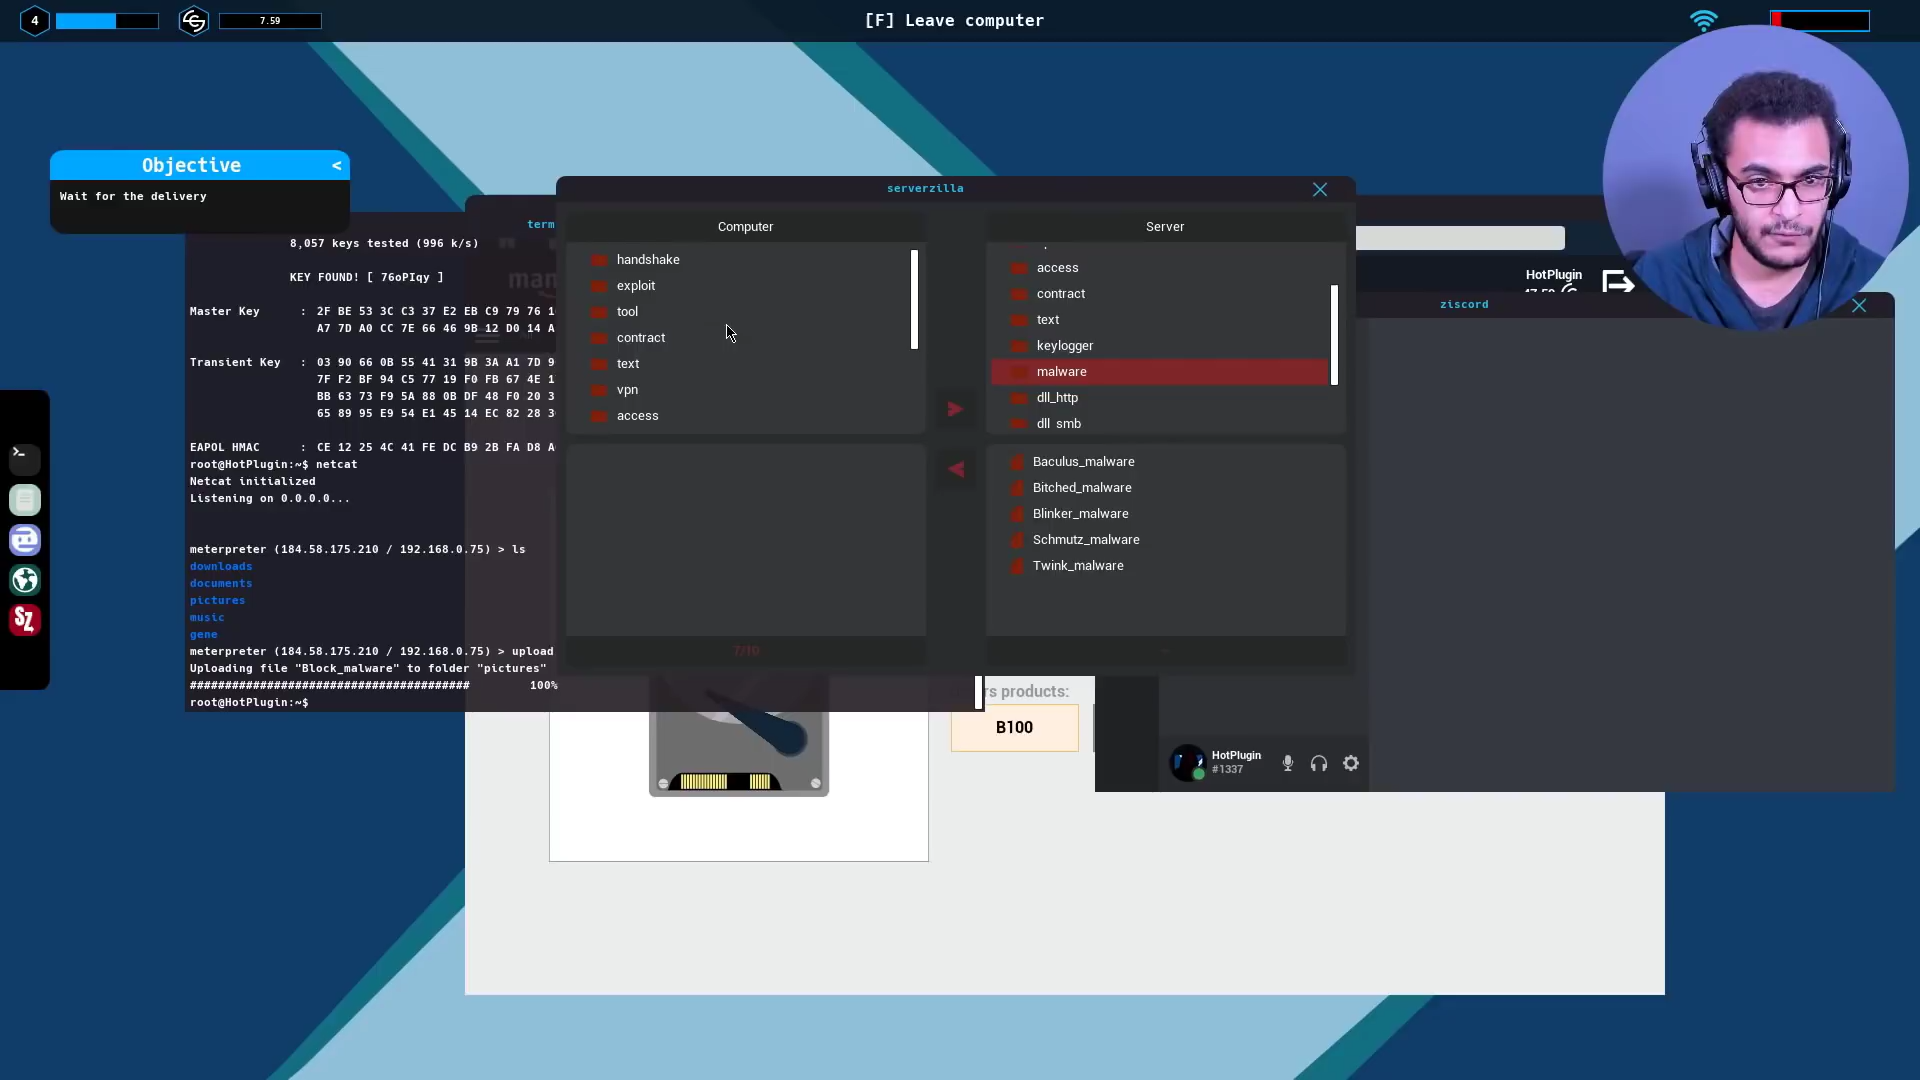 4
7.59
[F] Leave computer
Objective <
Wait for the delivery
term
8,057 keys tested (996 k/s)
KEY FOUND! [ 76oPIqy ]
Master Key : 2F BE 53 3C C3 37 E2 EB C9 79 76
A7 7D A0 CC 7E 66 46 9B 12 D0 14 A
Transient Key : 03 90 66 0B 55 41 31 9B 3A A1 7D
7F F2 BF 94 C5 77 19 F0 FB 67 4E
BB 63 73 F9 5A 88 0B DF 48 F0 20 3
65 89 95 E9 54 E1 45 14 EC 82 28
EAPOL HMAC : CE 12 25 4C 41 FE DC B9 2B FA D8 A
root@HotPlugin:~$ netcat
Netcat initialized
Listening on 0.0.0.0...
meterpreter (184.58.175.210 / 192.168.0.75) > ls
downloads
documents
pictures
music
gene
meterpreter (184.58.175.210 / 192.168.0.75) > upload
Uploading file "Block_malware" to folder "pictures"
####################################### 100%
root@HotPlugin:~$
serverzilla
Computer
handshake
exploit
tool
contract
text
vpn
access
7/10
Server
access
contract
text
keylogger
malware
dll_http
dll_smb
Baculus_malware
Bitched_malware
Blinker_malware
Schmutz_malware
Twink_malware
man
HotPlugin
rs products:
B100
ziscord
HotPlugin
#1337
SZ